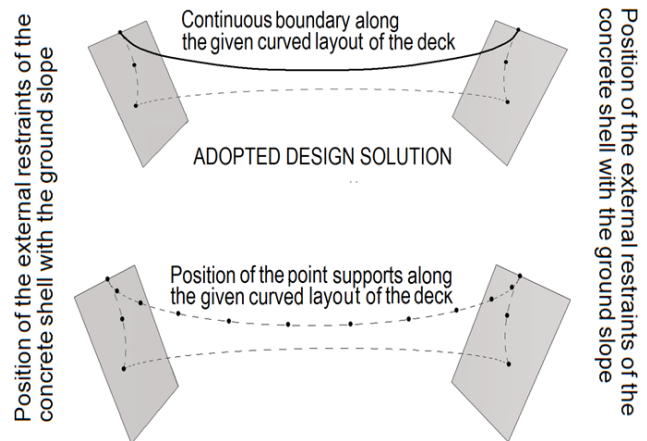 Position of the external restraints of the
concrete shell with the ground slope
Continuous boundary along
the given curved layout of the deck
Position of the external restraints of the
concrete shell with the ground slope
ADOPTED DESIGN SOLUTION
Position of the point supports along
the given curved layout of the deck